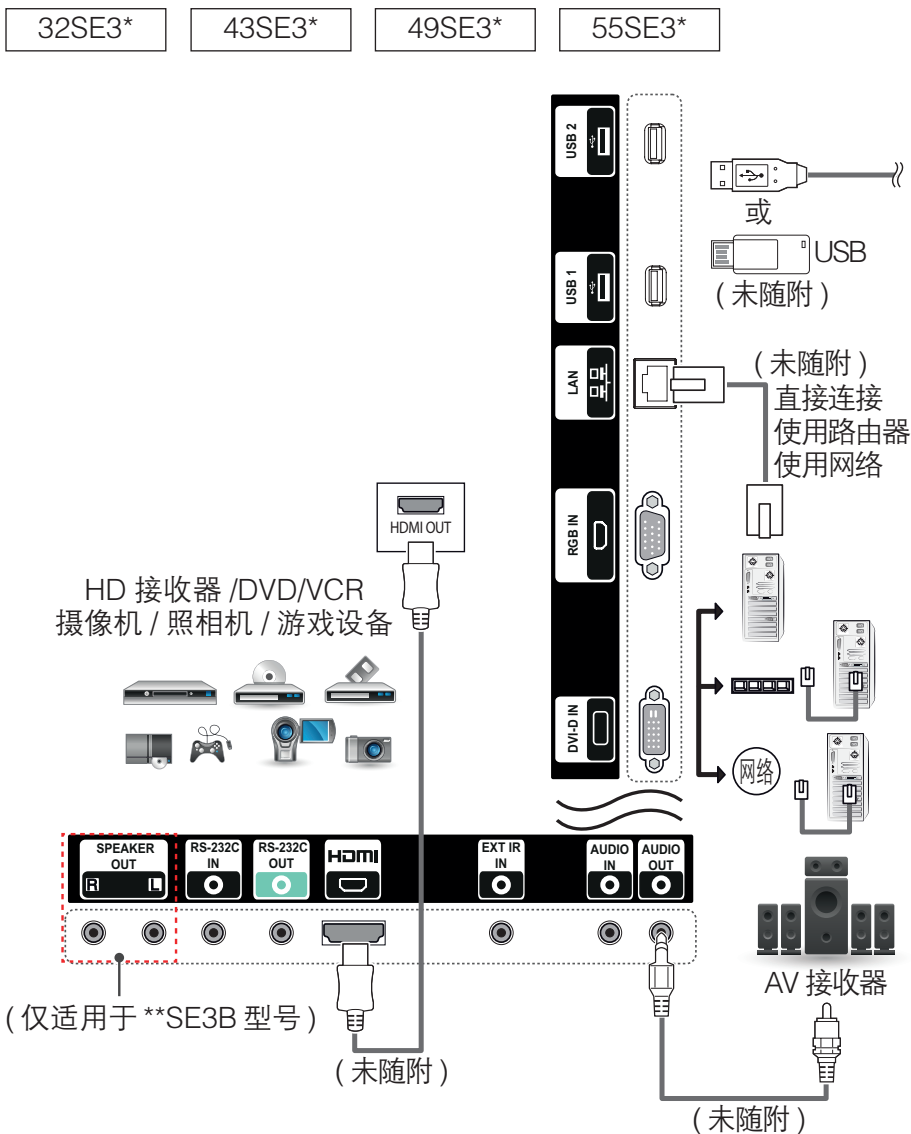 32SE3*
43SE3*
49SE3*
55SE3*
USB 2
或
USB
( 未随附 )
USB 1
LAN
( 未随附 )
直接连接
使用路由器
使用网络
RGB IN
HDMI OUT
HD 接收器 /DVD/VCR
摄像机 / 照相机 / 游戏设备
DVI-D IN
网络
SPEAKER
OUT
R
L
RS-232C
IN
RS-232C
OUT
HDMI
EXT IR
IN
AUDIO
IN
AUDIO
OUT
AV 接收器
( 仅适用于 **SE3B 型号 )
( 未随附 )
( 未随附 )